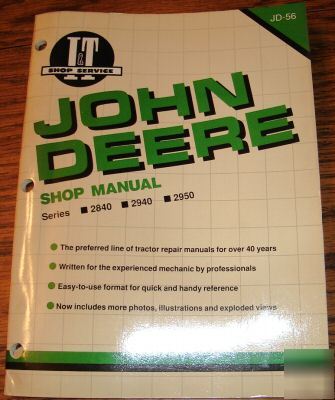 JD-56
I&T
SHOP SERVICE
JOHN
DEERE
SHOP MANUAL
Series ■ 2840 ■ 2940 ■ 2950
● The preferred line of tractor repair manuals for over 40 years
● Written for the experienced mechanic by professionals
● Easy-to-use format for quick and handy reference
● Now includes more photos, illustrations and exploded views